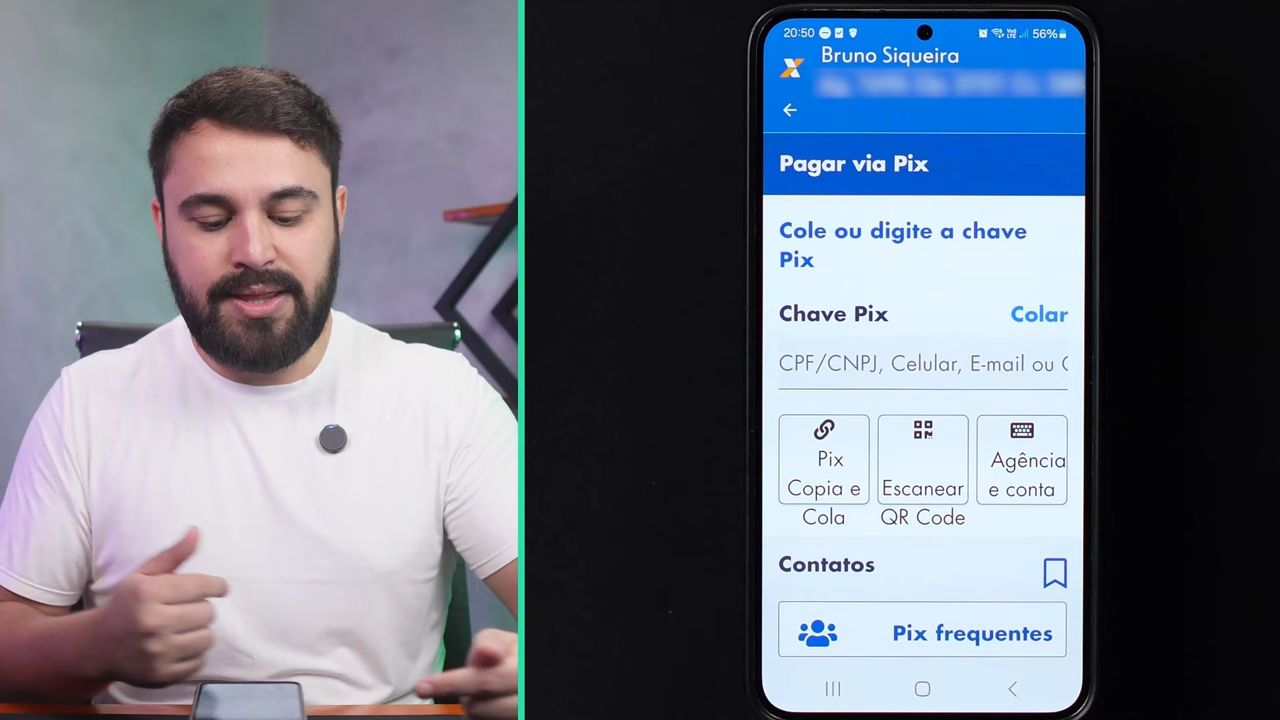 20:50
56%
Bruno Siqueira
Pagar via Pix
Cole ou digite a chave
Pix
Chave Pix
Colar
CPF/CNPJ, Celular, E-mail ou
Pix
Copia e
Cola
Escanear
QR Code
Agência
e conta
Contatos
Pix frequentes